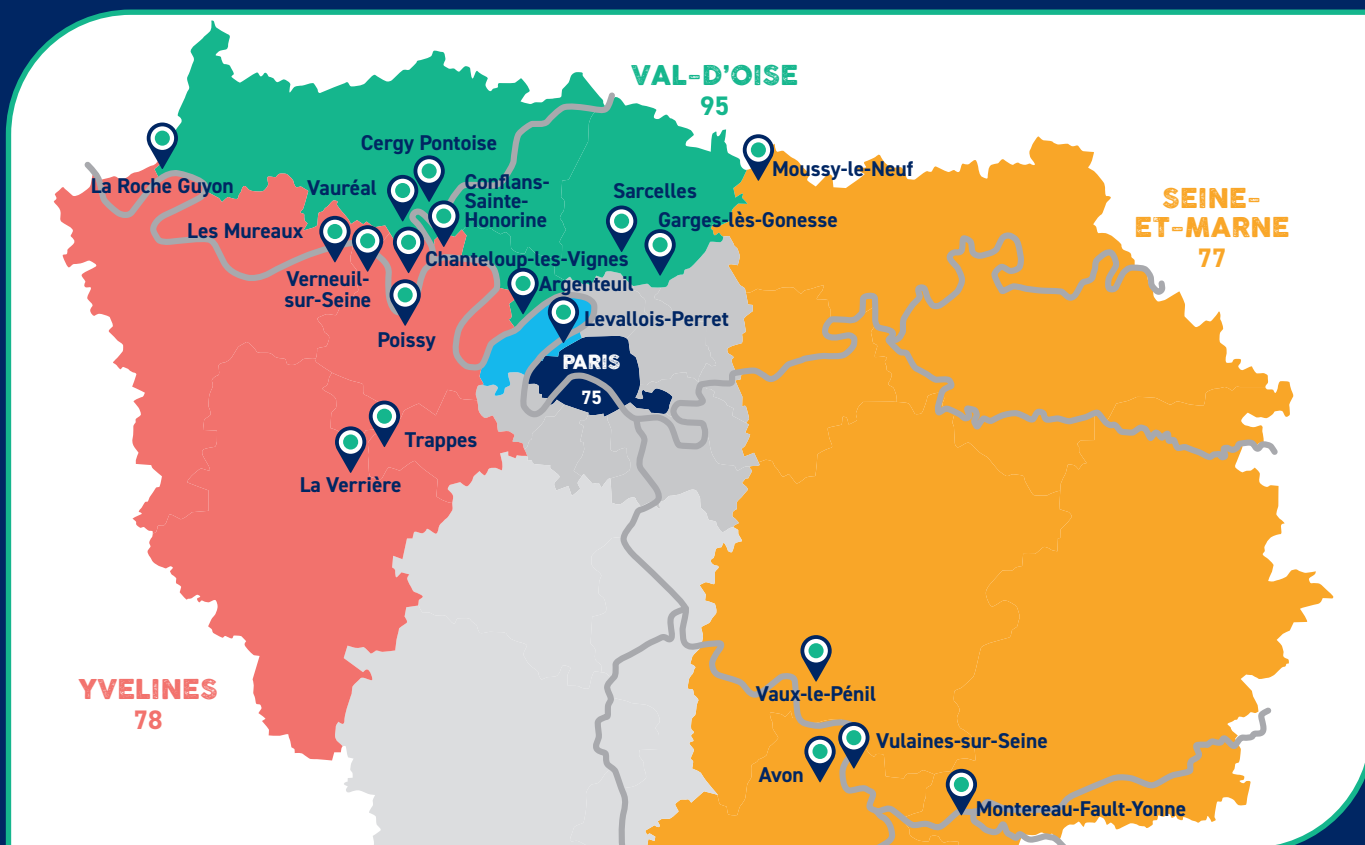 VAL-D'OISE
95
Cergy Pontoise
Moussy-le-Neuf
La Roche Guyon
Vauréal
Conflans-
Sainte-
Honorine
Sarcelles
SEINE-
ET-MARNE
77
Les Mureaux
Garges-lès-Gonesse
Chanteloup-les-Vignes
Verneuil-
sur-Seine
Argenteuil
Levallois-Perret
Poissy
PARIS
75
Trappes
La Verrière
YVELINES
78
Vaux-le-Pénil
Vulaines-sur-Seine
Avon
Montereau-Fault-Yonne